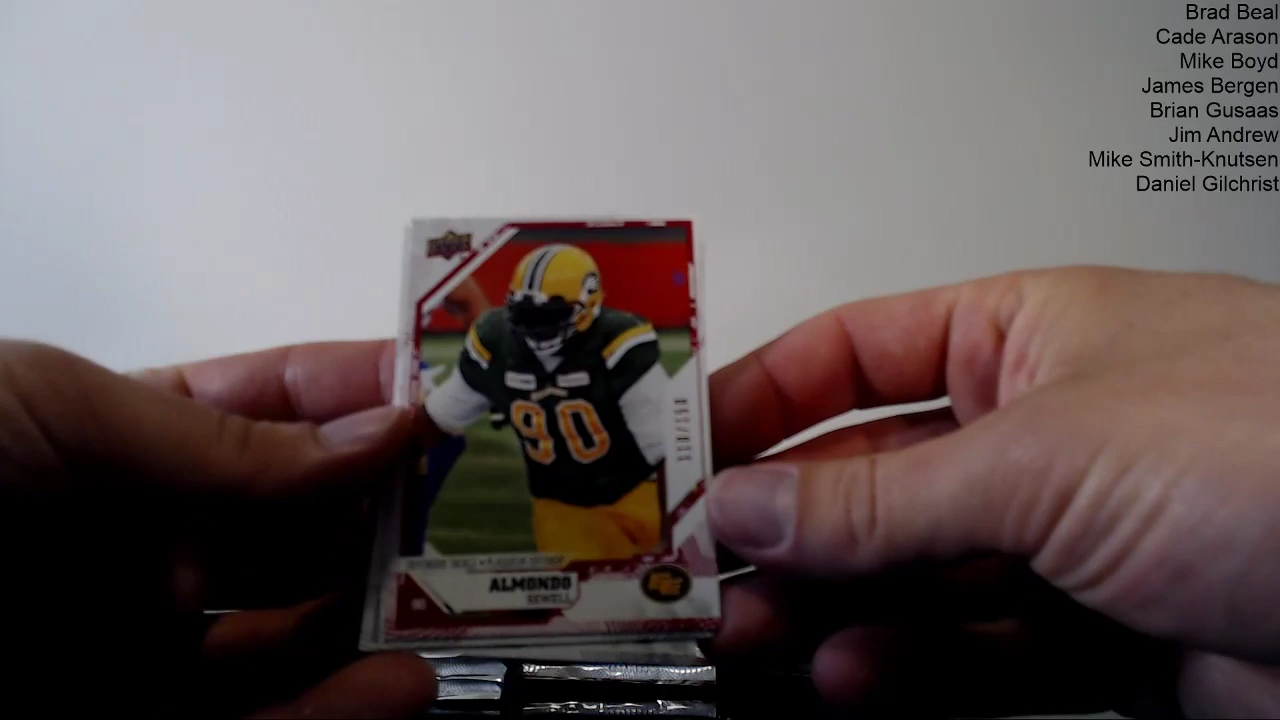 Brad Beal
Cade Arason
Mike Boyd
James Bergen
Brian Gusaas
Jim Andrew
Mike Smith-Knutsen
Daniel Gilchrist
90
ALMONDO
SEWELL